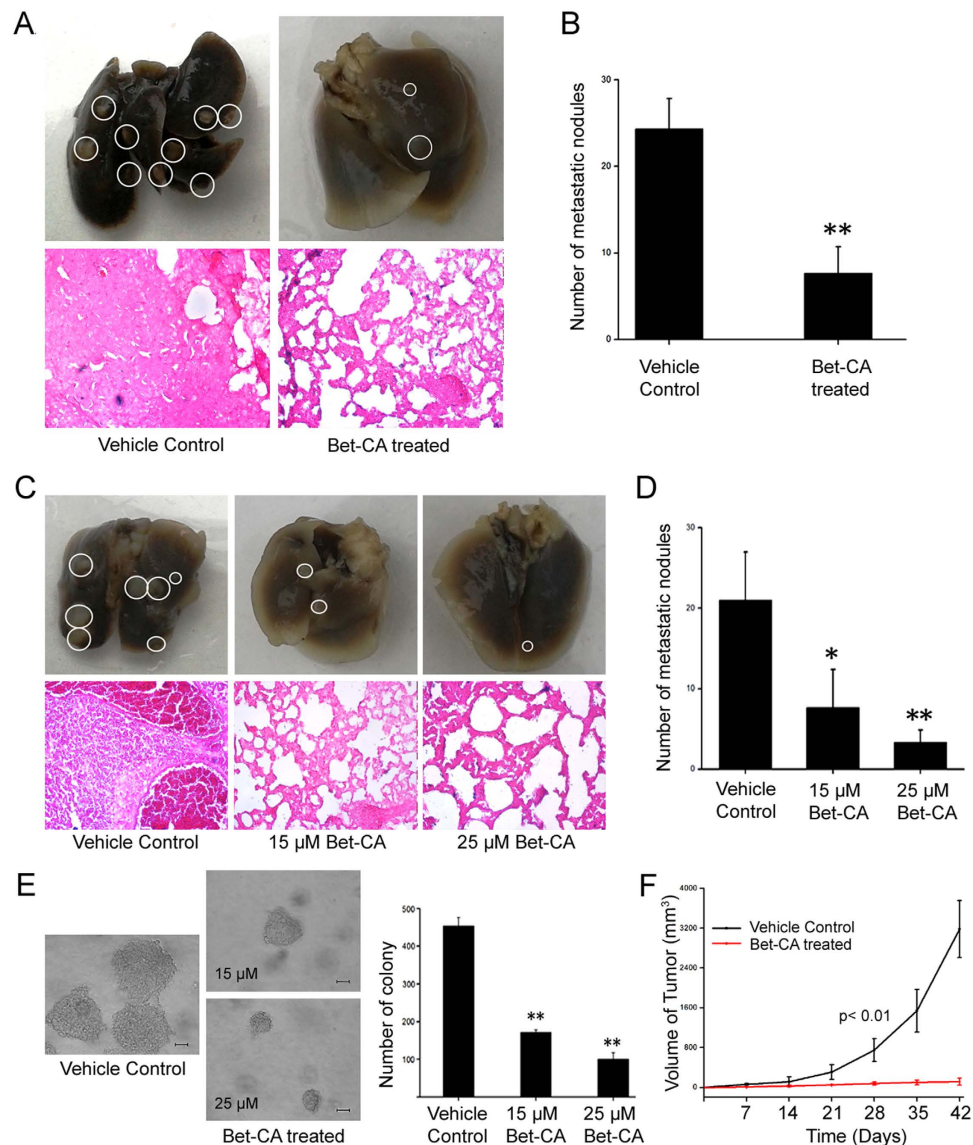 A
B
Number of metastatic nodules
30
20
10
0
**
Vehicle
Control
Bet-CA
treated
Vehicle Control
Bet-CA treated
C
D
Number of metastatic nodules
30
20
10
0
*
**
Vehicle
Control
15 µM
Bet-CA
25 µM
Bet-CA
Vehicle Control
15 µM Bet-CA
25 µM Bet-CA
E
15 µM
Vehicle Control
25 µM
Bet-CA treated
Number of colony
500
400
300
200
100
**
**
Vehicle
Control
15 µM
Bet-CA
25 µM
Bet-CA
F
Volume of Tumor (mm³)
4000
3200
2400
1600
800
0
Vehicle Control
Bet-CA treated
p< 0.01
7 14 21 28 35 42
Time (Days)